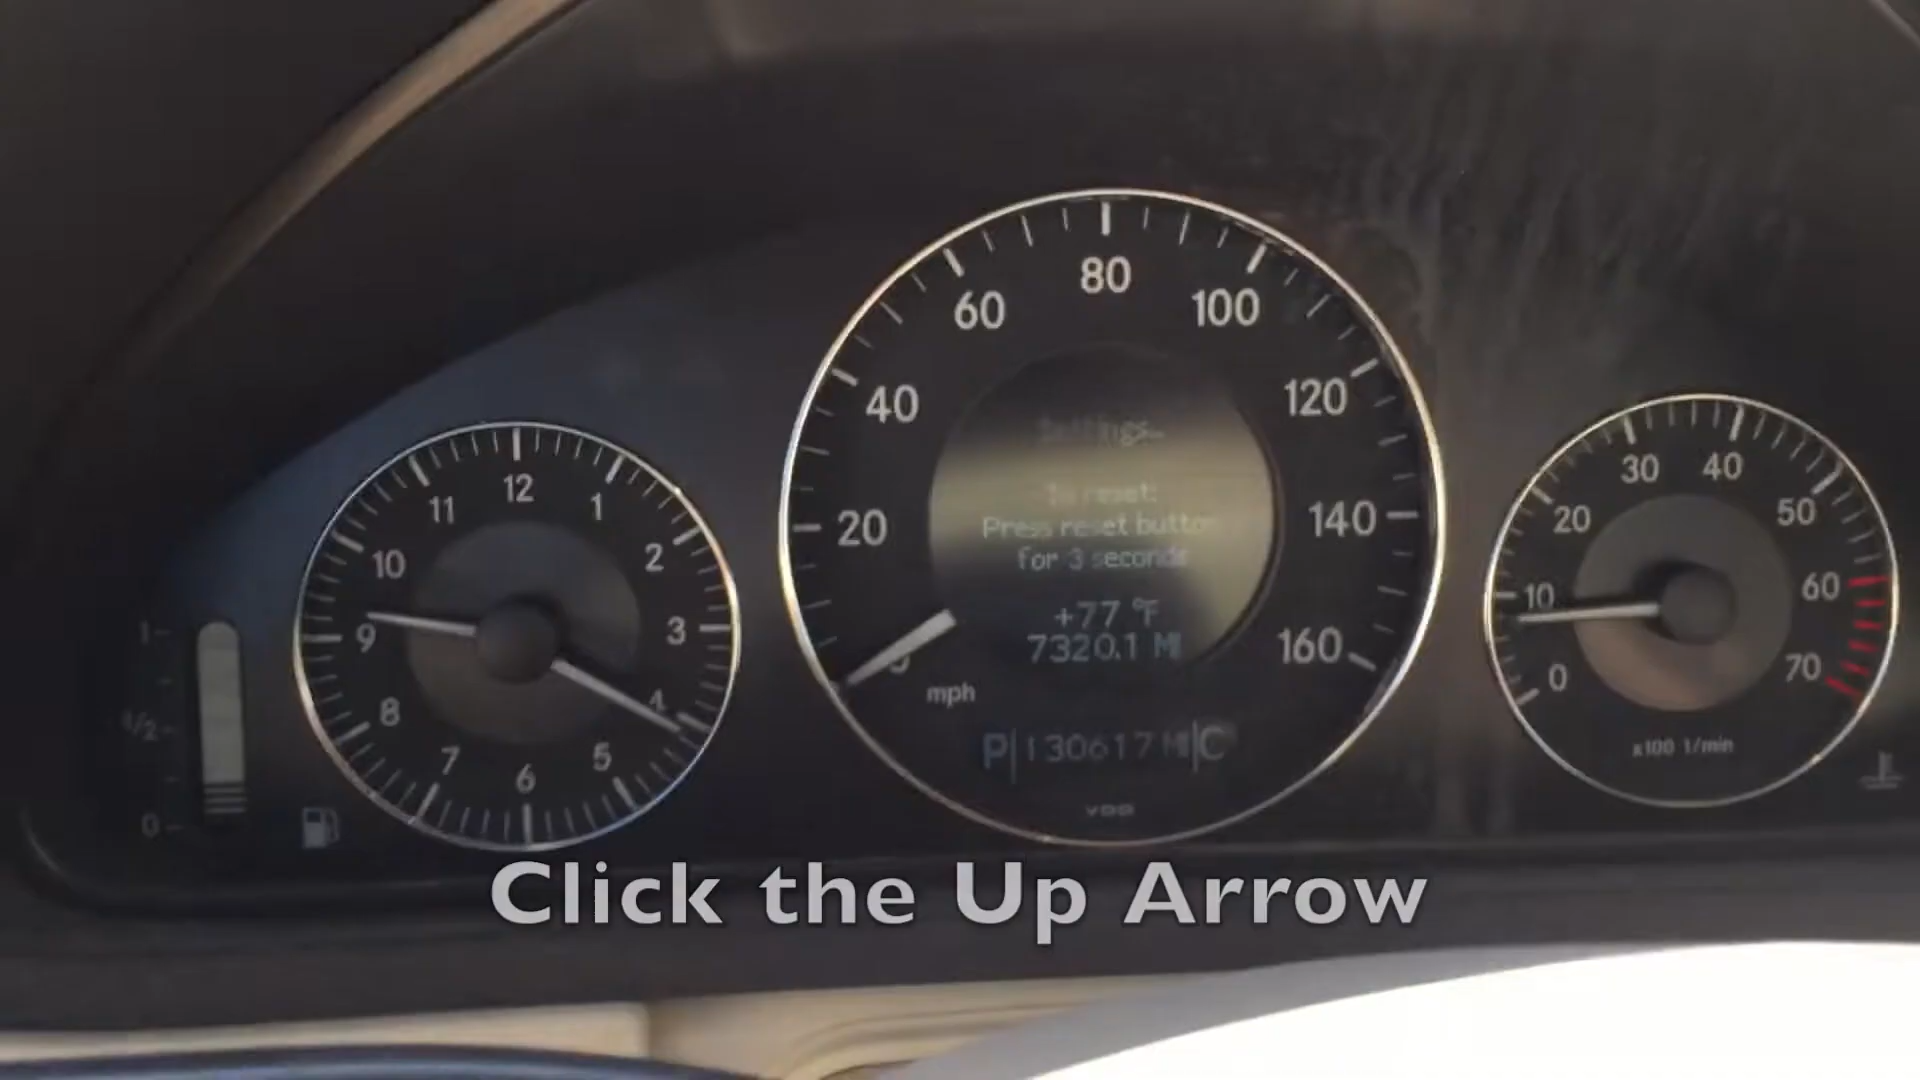 80
60
100
40
120
20
140
160
mph
Settings...
To reset:
Press reset button
for 3 seconds
+77 °F
7320.1 MI
P|130617 MI|C
VDO
12
11
1
10
2
9
3
8
4
7
5
6
1
1/2
0
30
40
20
50
10
60
0
70
x100 1/min
Click the Up Arrow